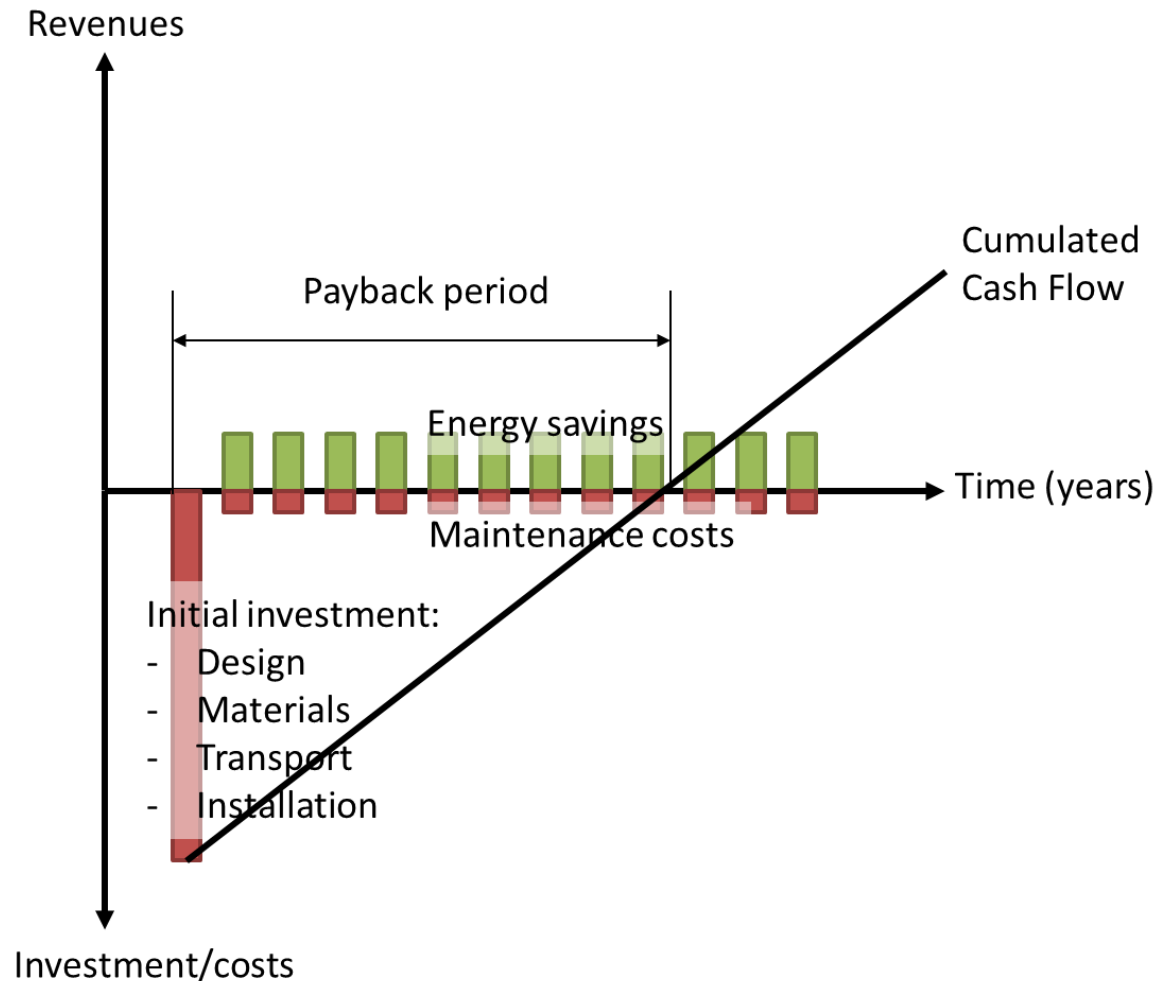 Revenues
Cumulated
Cash Flow
Payback period
Energy savings
Time (years)
Maintenance costs
Initial investment:
- Design
- Materials
- Transport
- Installation
Investment/costs